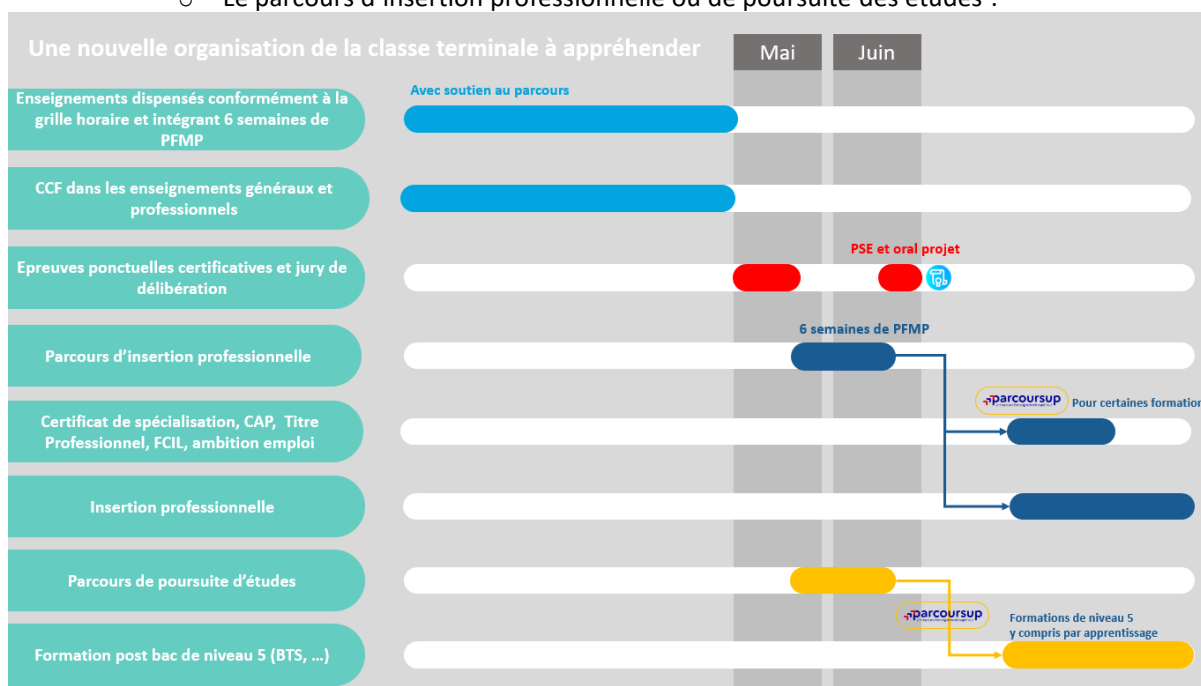 o Le parcours d'insertion professionnelle ou de poursuite des études :
Une nouvelle organisation de la classe terminale à appréhender
Mai
Juin
Enseignements dispensés conformément à la
grille horaire et intégrant 6 semaines de
PFMP
Avec soutien au parcours
CCF dans les enseignements généraux et
professionnels
Epreuves ponctuelles certificatives et jury de
délibération
PSE et oral projet
Parcours d'insertion professionnelle
6 semaines de PFMP
Certificat de spécialisation, CAP, Titre
Professionnel, FCIL, ambition emploi
parcoursup
Pour certaines formation
Insertion professionnelle
Parcours de poursuite d'études
parcoursup
Formations de niveau 5
y compris par apprentissage
Formation post bac de niveau 5 (BTS, …)